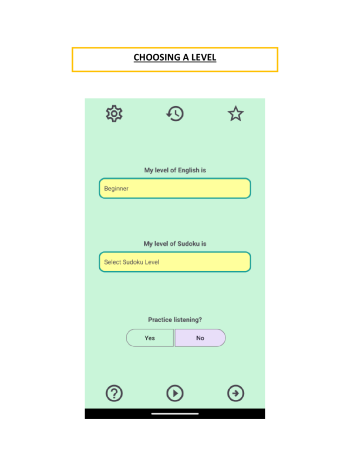 CHOOSING A LEVEL
My level of English is
Beginner
My level of Sudoku is
Select Sudoku Level
Practice listening?
Yes No
?